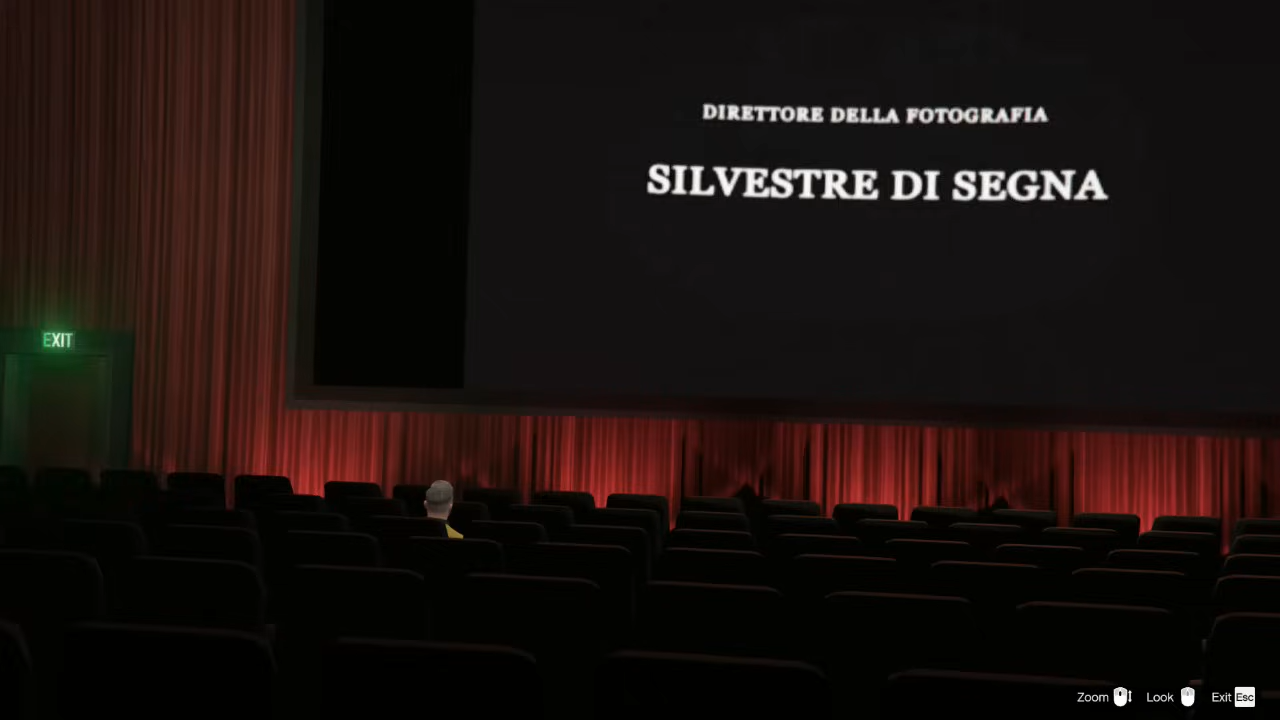 DIRETTORE DELLA FOTOGRAFIA
SILVESTRE DI SEGNA
EXIT
Zoom Look Exit Esc